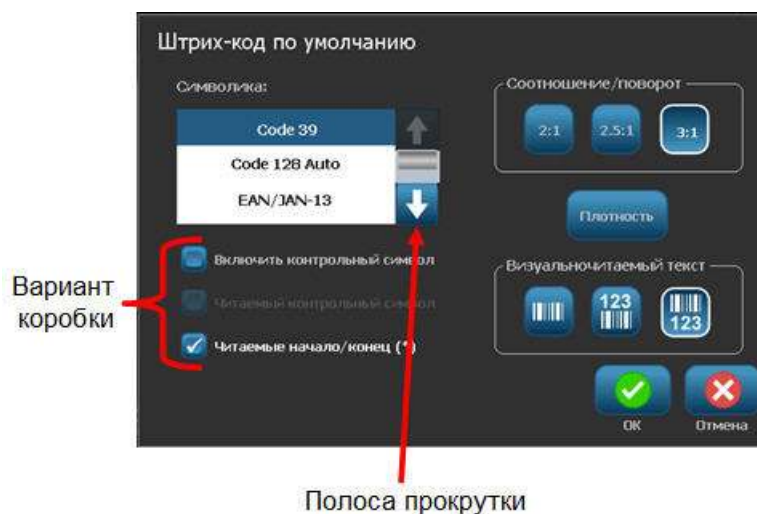 Штрих-код по умолчанию
Символика:
Code 39
Code 128 Auto
EAN/JAN-13
Соотношение/поворот
2:1
2.5:1
3:1
Плотность
Включить контрольный символ
Читаемый контрольный символ
Читаемые начало/конец (*)
Визуальночитаемый текст
123
123
OK
Отмена
Вариант
коробки
Полоса прокрутки